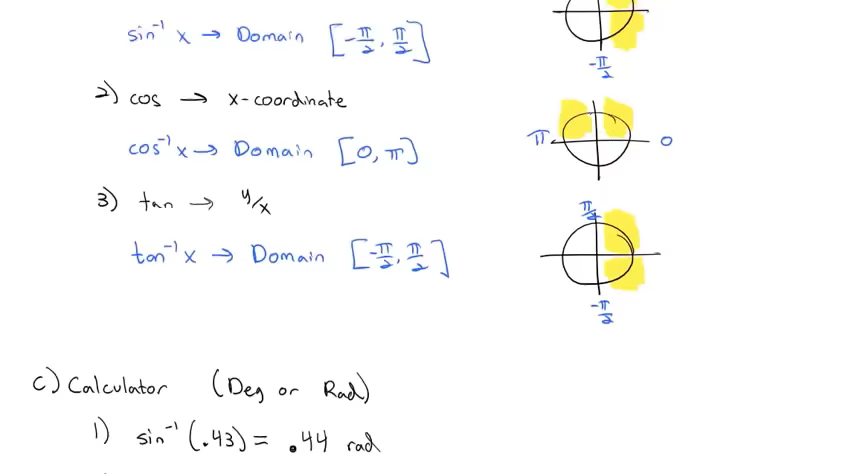 sin⁻¹ x → Domain [-π/2, π/2]
-π/2
2) cos → x-coordinate
cos⁻¹ x → Domain [0, π]
π 0
3) tan → y/x
π/2
tan⁻¹ x → Domain [-π/2, π/2]
-π/2
c) Calculator (Deg or Rad)
1) sin⁻¹ (.43) = .44 rad